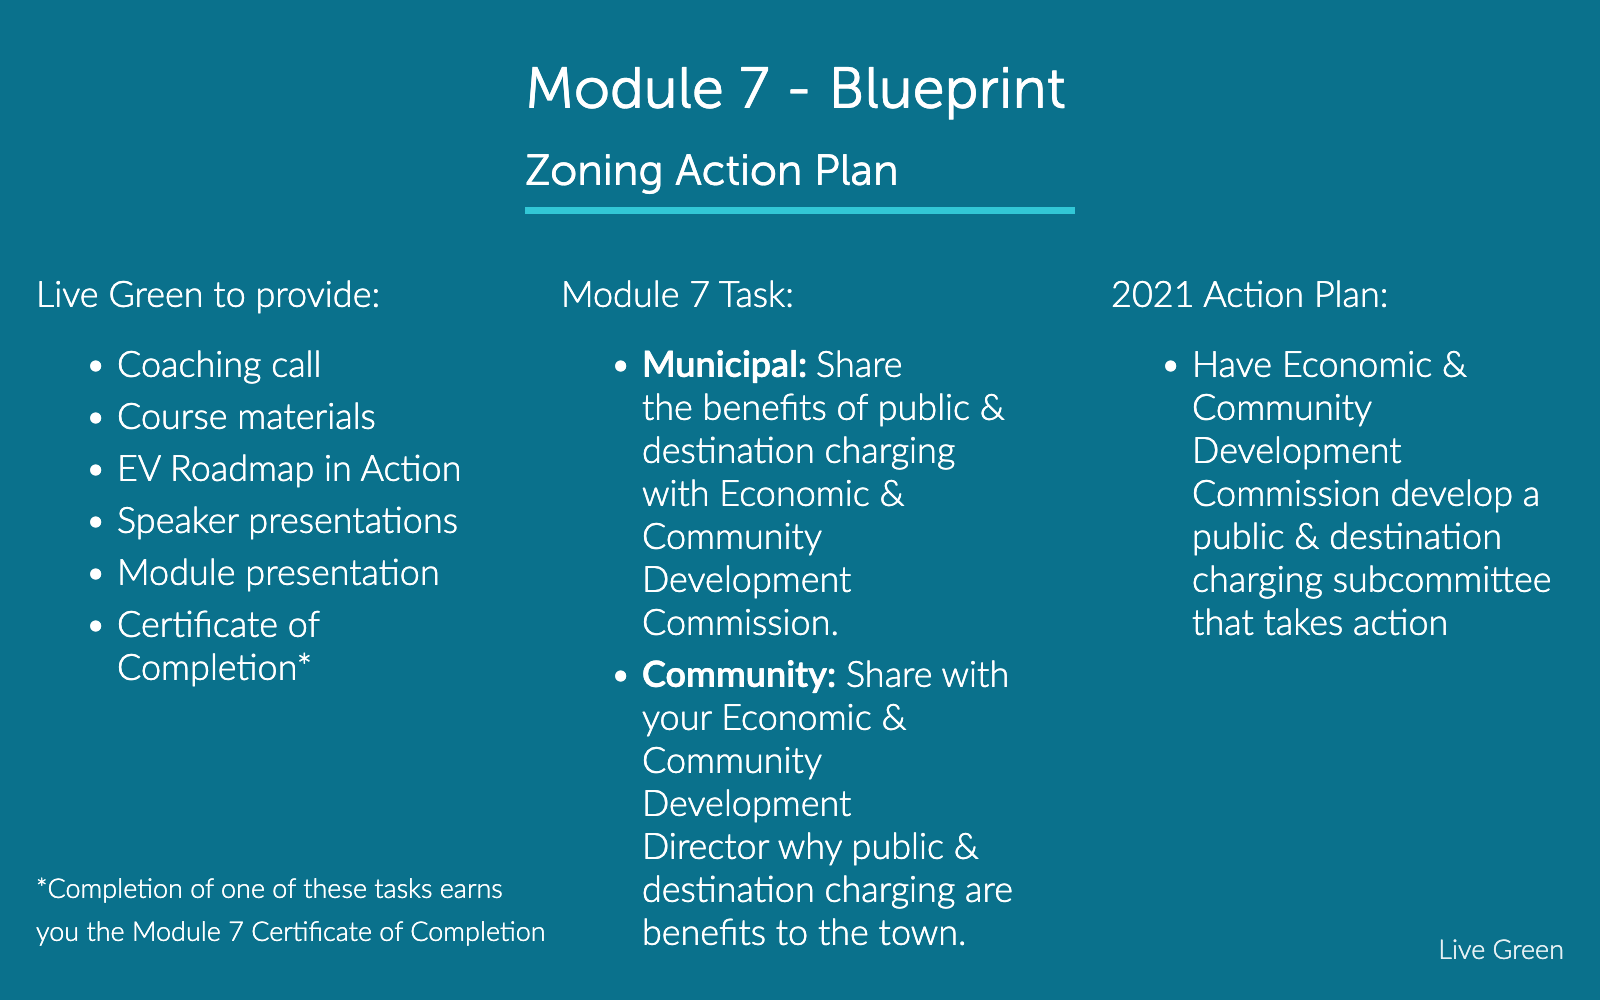 Module 7 - Blueprint
Zoning Action Plan
Live Green to provide:
• Coaching call
• Course materials
• EV Roadmap in Action
• Speaker presentations
• Module presentation
• Certificate of
Completion*
*Completion of one of these tasks earns
you the Module 7 Certificate of Completion
Module 7 Task:
• Municipal: Share
the benefits of public &
destination charging
with Economic &
Community
Development
Commission.
• Community: Share with
your Economic &
Community
Development
Director why public &
destination charging are
benefits to the town.
2021 Action Plan:
• Have Economic &
Community
Development
Commission develop a
public & destination
charging subcommittee
that takes action
Live Green